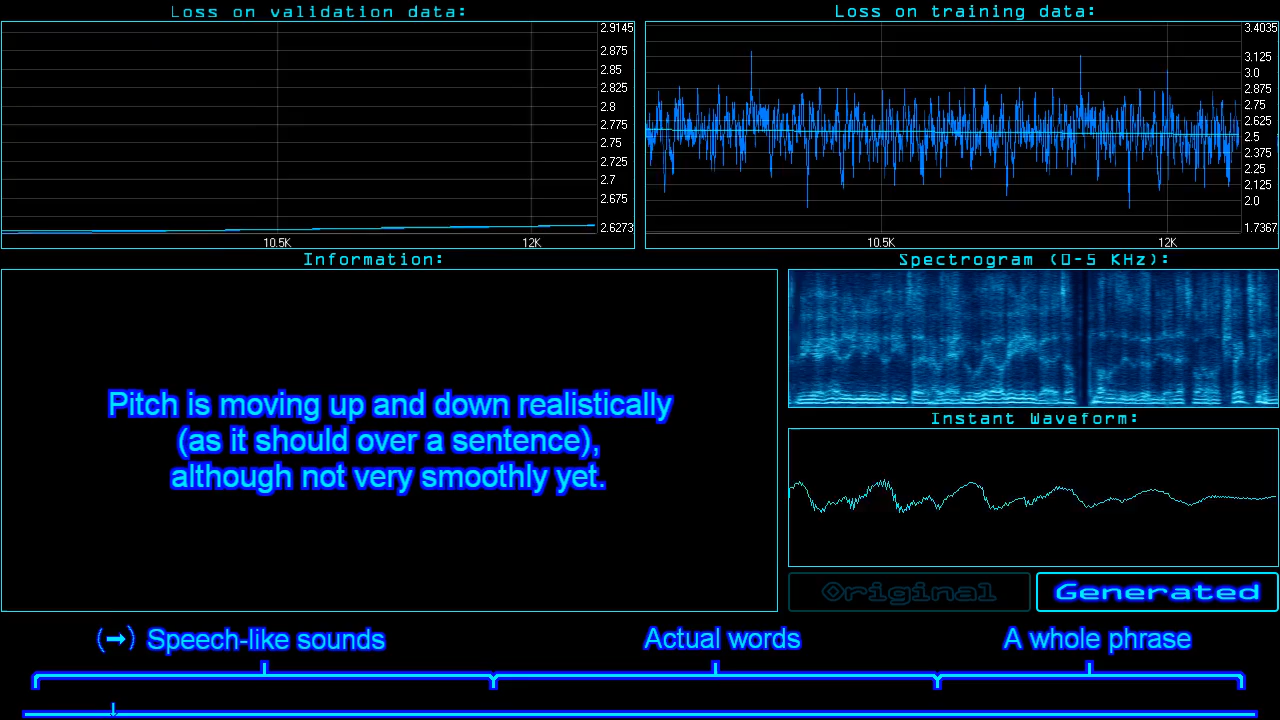 Loss on validation data:
2.9145
2.875
2.85
2.825
2.8
2.775
2.75
2.725
2.7
2.675
2.6273
10.5K
12K
Loss on training data:
3.4035
3.125
3.0
2.875
2.75
2.625
2.5
2.375
2.25
2.125
2.0
1.7367
10.5K
12K
Information:
Pitch is moving up and down realistically
(as it should over a sentence),
although not very smoothly yet.
Spectrogram (0-5 KHz):
Instant Waveform:
Original
Generated
(→) Speech-like sounds
Actual words
A whole phrase